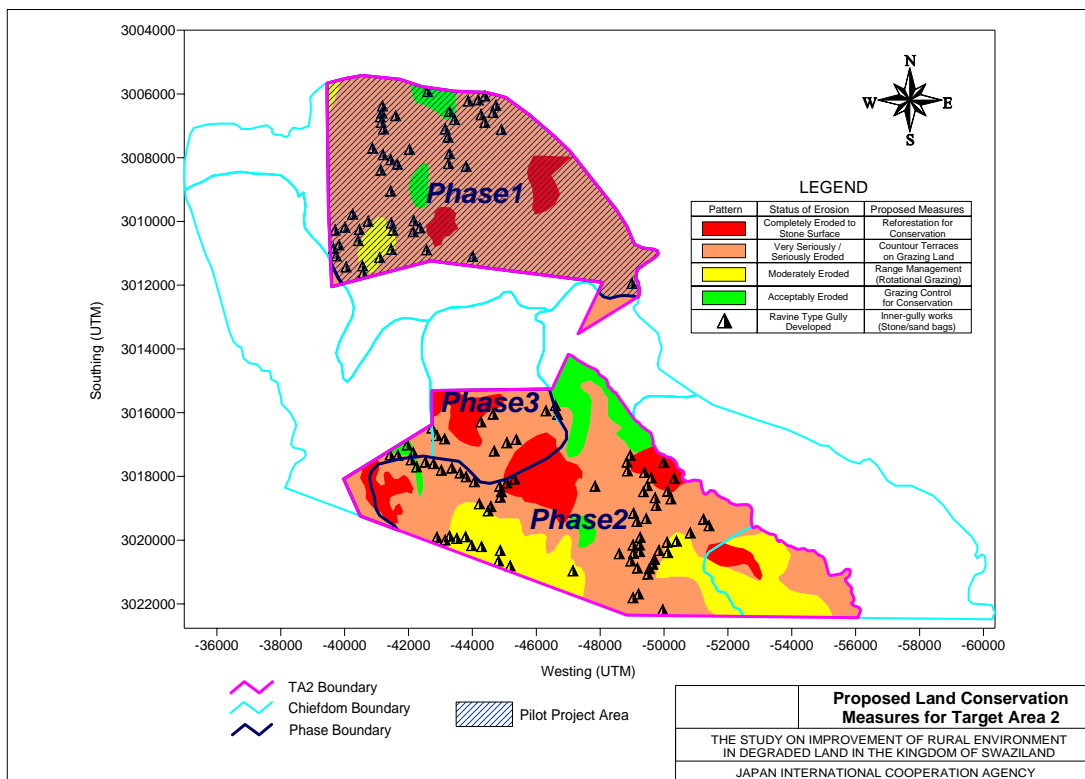 3004000
3006000
3008000
3010000
3012000
3014000
3016000
3018000
3020000
3022000
Southing (UTM)
-36000
-38000
-40000
-42000
-44000
-46000
-48000
-50000
-52000
-54000
-56000
-58000
-60000
Westing (UTM)
N
W
E
S
Phase1
Phase3
Phase2
LEGEND
Pattern Status of Erosion Proposed Measures
Completely Eroded to Stone Surface Reforestation for Conservation
Very Seriously / Seriously Eroded Countour Terraces on Grazing Land
Moderately Eroded Range Management (Rotational Grazing)
Acceptably Eroded Grazing Control for Conservation
Ravine Type Gully Developed Inner-gully works (Stone/sand bags)
TA2 Boundary
Chiefdom Boundary
Phase Boundary
Pilot Project Area
Proposed Land Conservation
Measures for Target Area 2
THE STUDY ON IMPROVEMENT OF RURAL ENVIRONMENT
IN DEGRADED LAND IN THE KINGDOM OF SWAZILAND
JAPAN INTERNATIONAL COOPERATION AGENCY